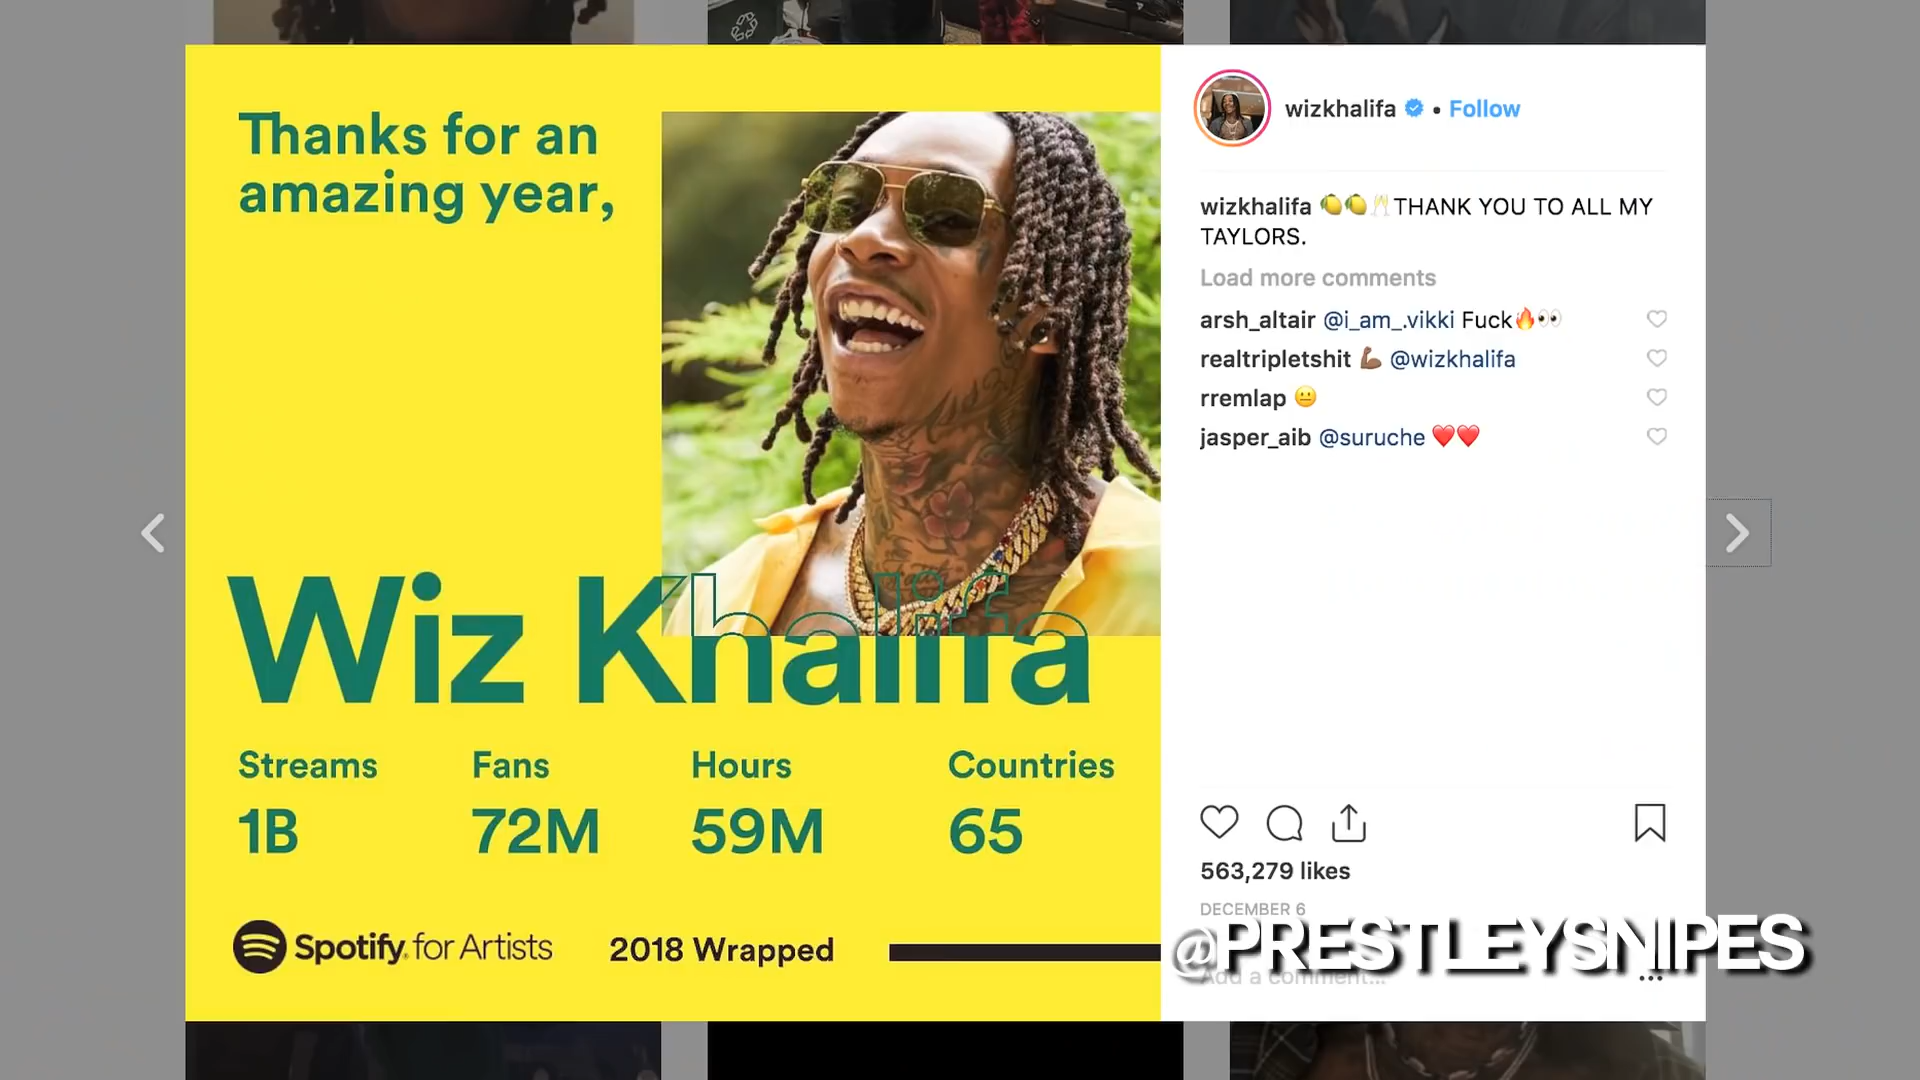 Thanks for an
amazing year,
Wiz Khalifa
Streams
1B
Fans
72M
Hours
59M
Countries
65
Spotify for Artists
2018 Wrapped
wizkhalifa • Follow
wizkhalifa 🍋🍋🥂THANK YOU TO ALL MY
TAYLORS.
Load more comments
arsh_altair @i_am_.vikki Fuck🔥👀
realtripletshit 💪🏾 @wizkhalifa
rremlap 😐
jasper_aib @suruche ❤️❤️
563,279 likes
DECEMBER 6
@PRESTLEYSNIPES
Add a comment...